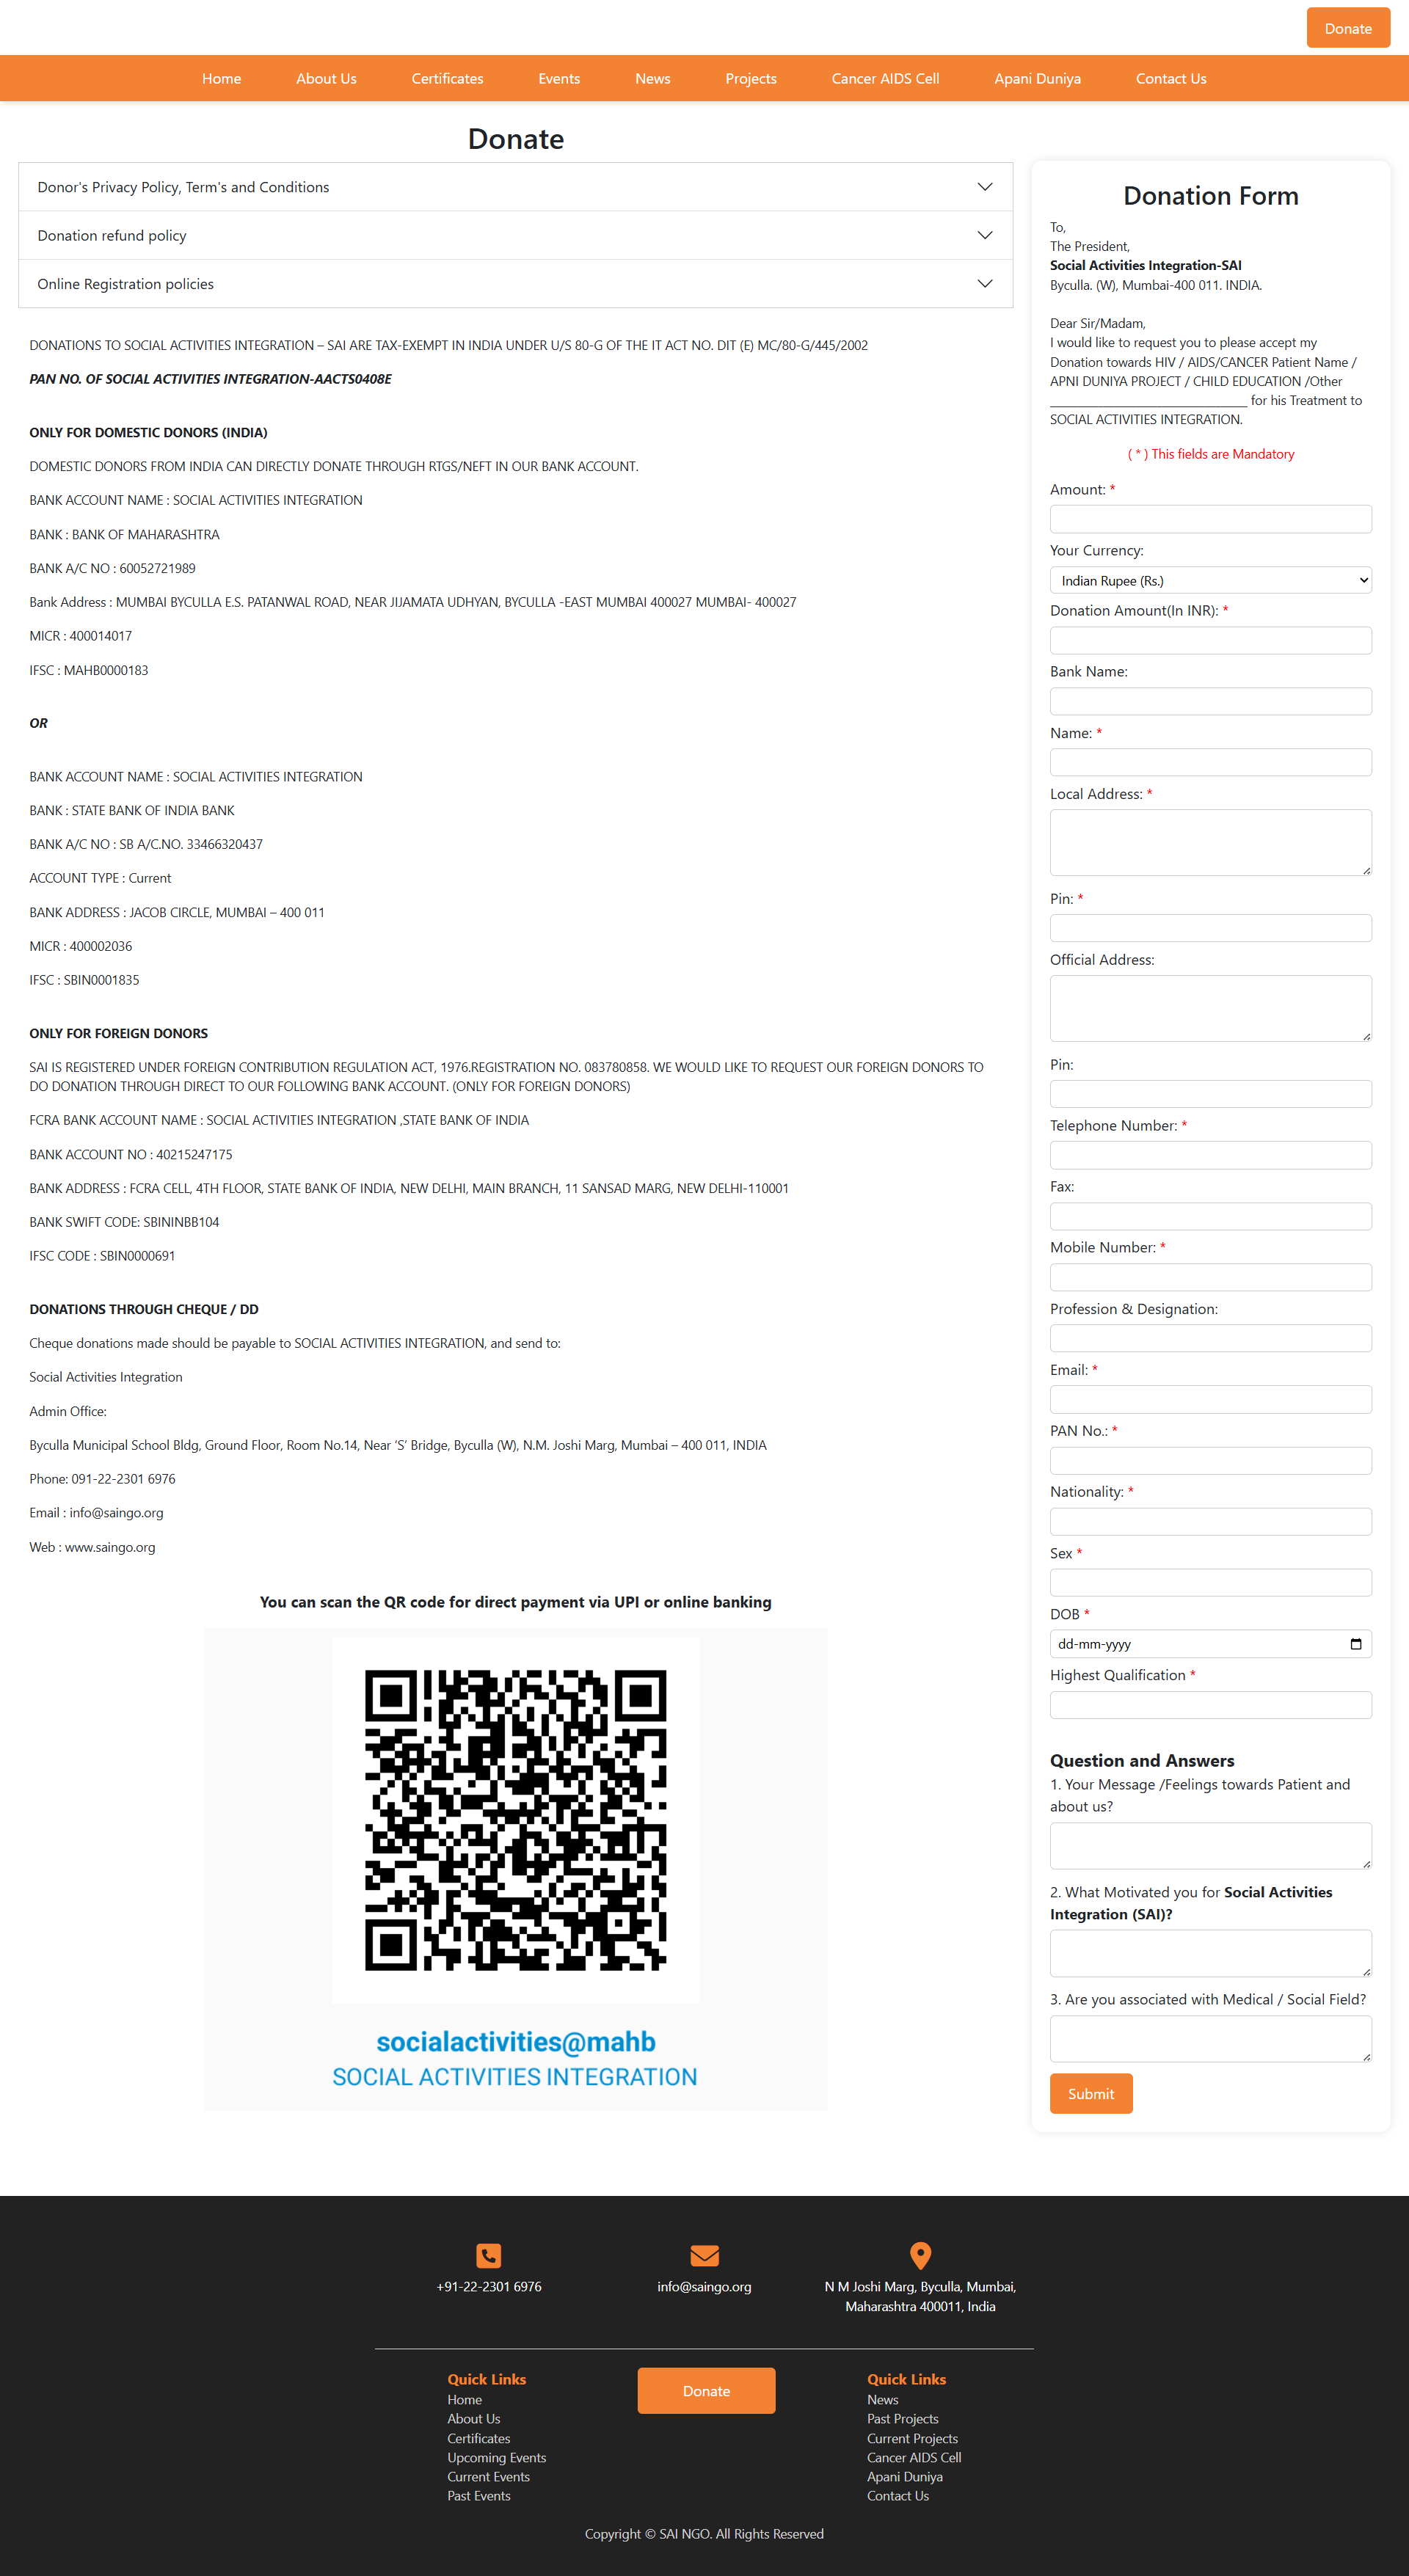 Donate
Home
About Us
Certificates
Events
News
Projects
Cancer AIDS Cell
Apani Duniya
Contact Us
Donate
Donor's Privacy Policy, Term's and Conditions
Donation refund policy
Online Registration policies
DONATIONS TO SOCIAL ACTIVITIES INTEGRATION – SAI ARE TAX-EXEMPT IN INDIA UNDER U/S 80-G OF THE IT ACT NO. DIT (E) MC/80-G/445/2002
PAN NO. OF SOCIAL ACTIVITIES INTEGRATION-AACTS0408E
ONLY FOR DOMESTIC DONORS (INDIA)
DOMESTIC DONORS FROM INDIA CAN DIRECTLY DONATE THROUGH RTGS/NEFT IN OUR BANK ACCOUNT.
BANK ACCOUNT NAME : SOCIAL ACTIVITIES INTEGRATION
BANK : BANK OF MAHARASHTRA
BANK A/C NO : 60052721989
Bank Address : MUMBAI BYCULLA E.S. PATANWAL ROAD, NEAR JIJAMATA UDHYAN, BYCULLA -EAST MUMBAI 400027 MUMBAI- 400027
MICR : 400014017
IFSC : MAHB0000183
OR
BANK ACCOUNT NAME : SOCIAL ACTIVITIES INTEGRATION
BANK : STATE BANK OF INDIA BANK
BANK A/C NO : SB A/C.NO. 33466320437
ACCOUNT TYPE : Current
BANK ADDRESS : JACOB CIRCLE, MUMBAI – 400 011
MICR : 400002036
IFSC : SBIN0001835
ONLY FOR FOREIGN DONORS
SAI IS REGISTERED UNDER FOREIGN CONTRIBUTION REGULATION ACT, 1976.REGISTRATION NO. 083780858. WE WOULD LIKE TO REQUEST OUR FOREIGN DONORS TO
DO DONATION THROUGH DIRECT TO OUR FOLLOWING BANK ACCOUNT. (ONLY FOR FOREIGN DONORS)
FCRA BANK ACCOUNT NAME : SOCIAL ACTIVITIES INTEGRATION ,STATE BANK OF INDIA
BANK ACCOUNT NO : 40215247175
BANK ADDRESS : FCRA CELL, 4TH FLOOR, STATE BANK OF INDIA, NEW DELHI, MAIN BRANCH, 11 SANSAD MARG, NEW DELHI-110001
BANK SWIFT CODE: SBININBB104
IFSC CODE : SBIN0000691
DONATIONS THROUGH CHEQUE / DD
Cheque donations made should be payable to SOCIAL ACTIVITIES INTEGRATION, and send to:
Social Activities Integration
Admin Office:
Byculla Municipal School Bldg, Ground Floor, Room No.14, Near ‘S’ Bridge, Byculla (W), N.M. Joshi Marg, Mumbai – 400 011, INDIA
Phone: 091-22-2301 6976
Email : info@saingo.org
Web : www.saingo.org
You can scan the QR code for direct payment via UPI or online banking
socialactivities@mahb
SOCIAL ACTIVITIES INTEGRATION
Donation Form
To,
The President,
Social Activities Integration-SAI
Byculla. (W), Mumbai-400 011. INDIA.
Dear Sir/Madam,
I would like to request you to please accept my
Donation towards HIV / AIDS/CANCER Patient Name /
APNI DUNIYA PROJECT / CHILD EDUCATION /Other
_____________________________ for his Treatment to
SOCIAL ACTIVITIES INTEGRATION.
( * ) This fields are Mandatory
Amount: *
Your Currency:
Indian Rupee (Rs.)
Donation Amount(In INR): *
Bank Name:
Name: *
Local Address: *
Pin: *
Official Address:
Pin:
Telephone Number: *
Fax:
Mobile Number: *
Profession & Designation:
Email: *
PAN No.: *
Nationality: *
Sex *
DOB *
dd-mm-yyyy
Highest Qualification *
Question and Answers
1. Your Message /Feelings towards Patient and
about us?
2. What Motivated you for Social Activities
Integration (SAI)?
3. Are you associated with Medical / Social Field?
Submit
+91-22-2301 6976
info@saingo.org
N M Joshi Marg, Byculla, Mumbai,
Maharashtra 400011, India
Quick Links
Home
About Us
Certificates
Upcoming Events
Current Events
Past Events
Donate
Quick Links
News
Past Projects
Current Projects
Cancer AIDS Cell
Apani Duniya
Contact Us
Copyright © SAI NGO. All Rights Reserved